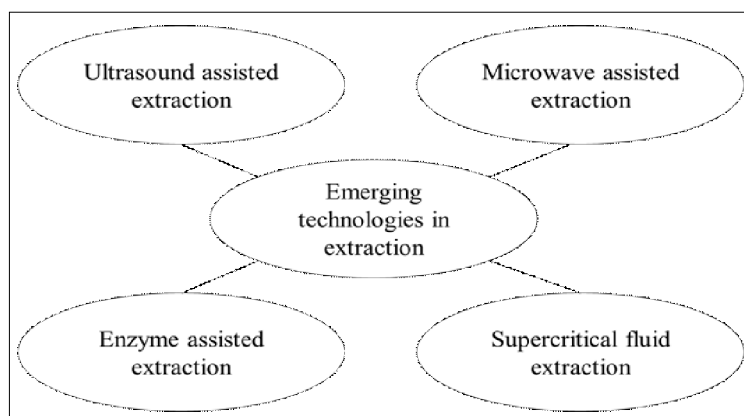 Ultrasound assisted
extraction
Microwave assisted
extraction
Emerging
technologies in
extraction
Enzyme assisted
extraction
Supercritical fluid
extraction